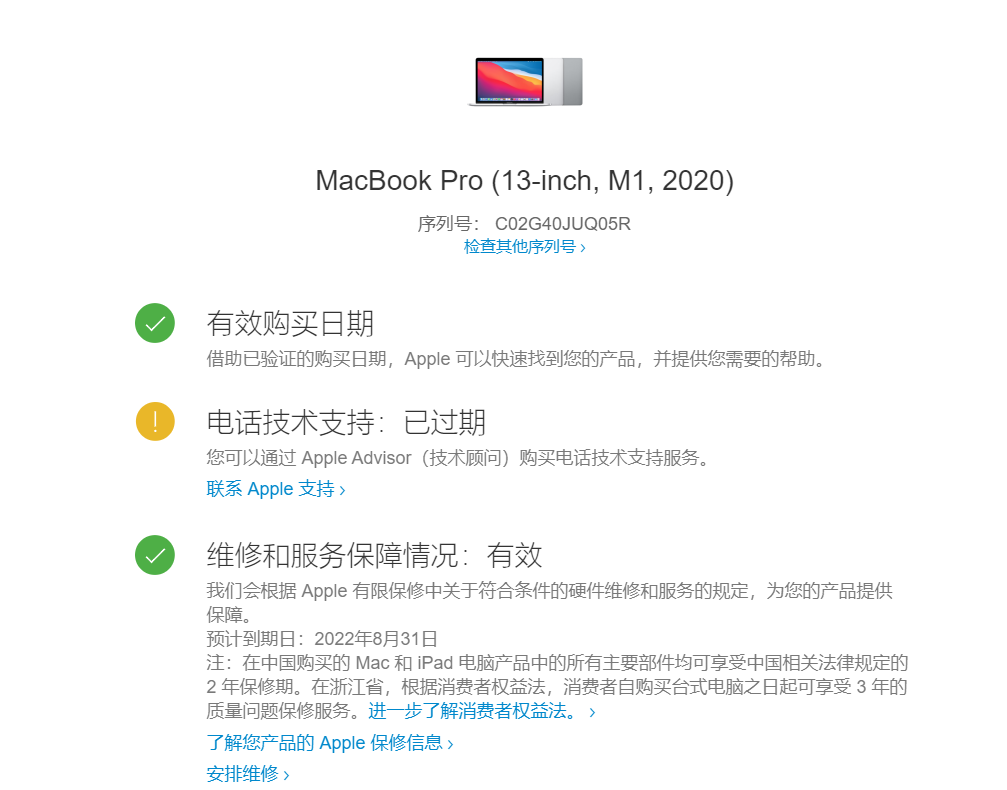 MacBook Pro (13-inch, M1, 2020)
序列号： C02G40JUQ05R
检查其他序列号 ›
有效购买日期
借助已验证的购买日期，Apple 可以快速找到您的产品，并提供您需要的帮助。
电话技术支持：已过期
您可以通过 Apple Advisor（技术顾问）购买电话技术支持服务。
联系 Apple 支持 ›
维修和服务保障情况：有效
我们会根据 Apple 有限保修中关于符合条件的硬件维修和服务的规定，为您的产品提供
保障。
预计到期日：2022年8月31日
注：在中国购买的 Mac 和 iPad 电脑产品中的所有主要部件均可享受中国相关法律规定的
2 年保修期。在浙江省，根据消费者权益法，消费者自购买台式电脑之日起可享受 3 年的
质量问题保修服务。进一步了解消费者权益法。 ›
了解您产品的 Apple 保修信息 ›
安排维修 ›